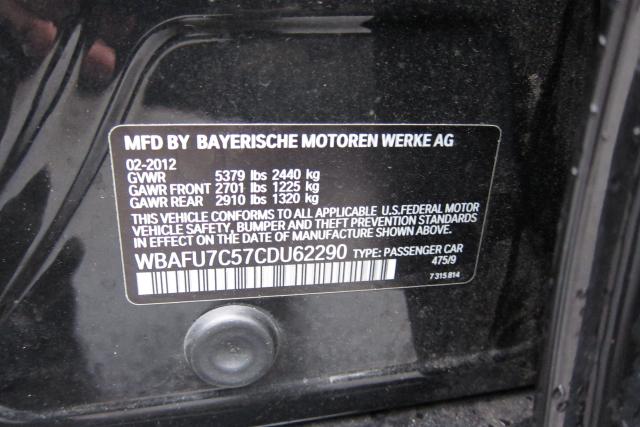 MFD BY BAYERISCHE MOTOREN WERKE AG
02-2012
GVWR 5379 lbs 2440 kg
GAWR FRONT 2701 lbs 1225 kg
GAWR REAR 2910 lbs 1320 kg
THIS VEHICLE CONFORMS TO ALL APPLICABLE U.S.FEDERAL MOTOR
VEHICLE SAFETY, BUMPER AND THEFT PREVENTION STANDARDS
IN EFFECT ON THE DATE OF MANUFACTURE SHOWN ABOVE.
WBAFU7C57CDU62290 TYPE: PASSENGER CAR
475/9
7 315 814